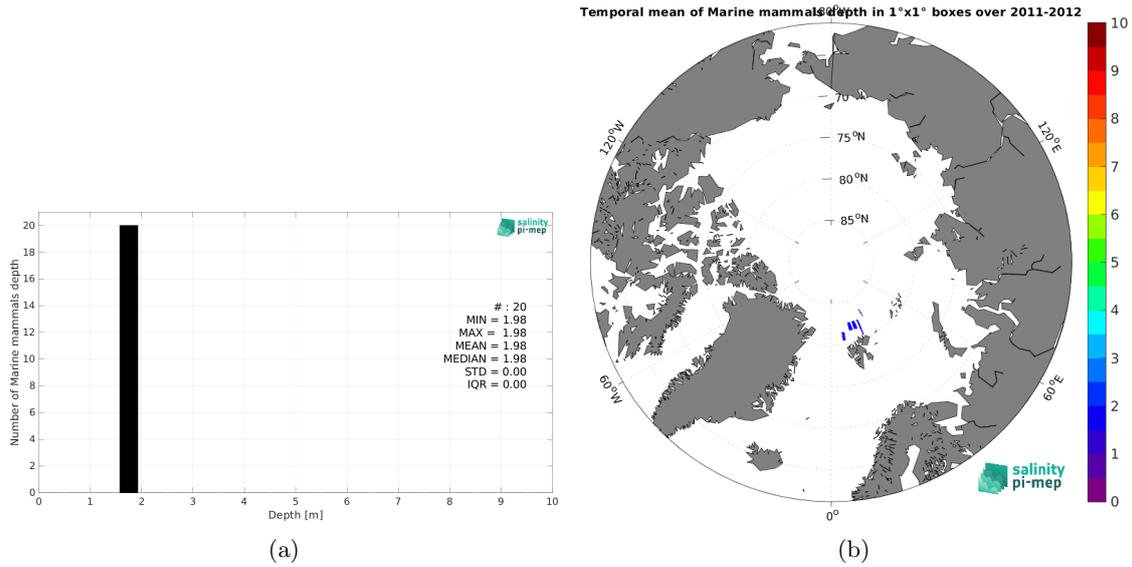 20
18
16
14
12
10
8
6
4
2
0
Number of Marine mammals depth
salinity
pi-mep
# : 20
MIN = 1.98
MAX = 1.98
MEAN = 1.98
MEDIAN = 1.98
STD = 0.00
IQR = 0.00
0 1 2 3 4 5 6 7 8 9 10
Depth [m]
(a)
Temporal mean of Marine mammals depth in 1°x1° boxes over 2011-2012
180°W
120°W
120°E
70
75°N
80°N
85°N
60°W
60°E
0°
salinity
pi-mep
10
9
8
7
6
5
4
3
2
1
0
(b)